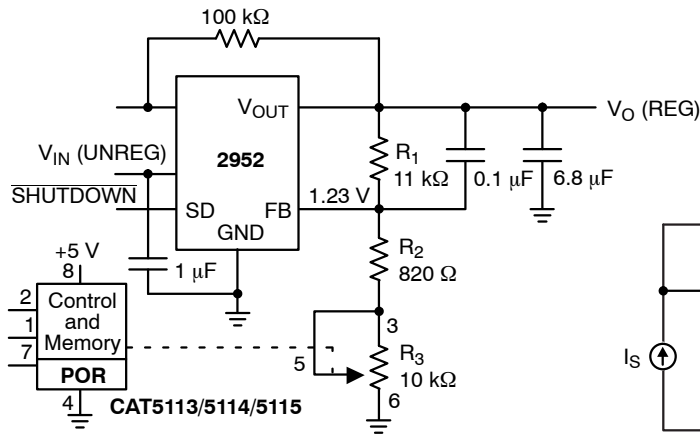 100 kΩ
VOUT
VO (REG)
VIN (UNREG)
2952
R1
11 kΩ
0.1 μF
6.8 μF
SHUTDOWN
1.23 V
SD
FB
GND
R2
820 Ω
+5 V
8
1 μF
2
Control
and
Memory
1
7
POR
3
5
R3
10 kΩ
6
4
CAT5113/5114/5115
IS